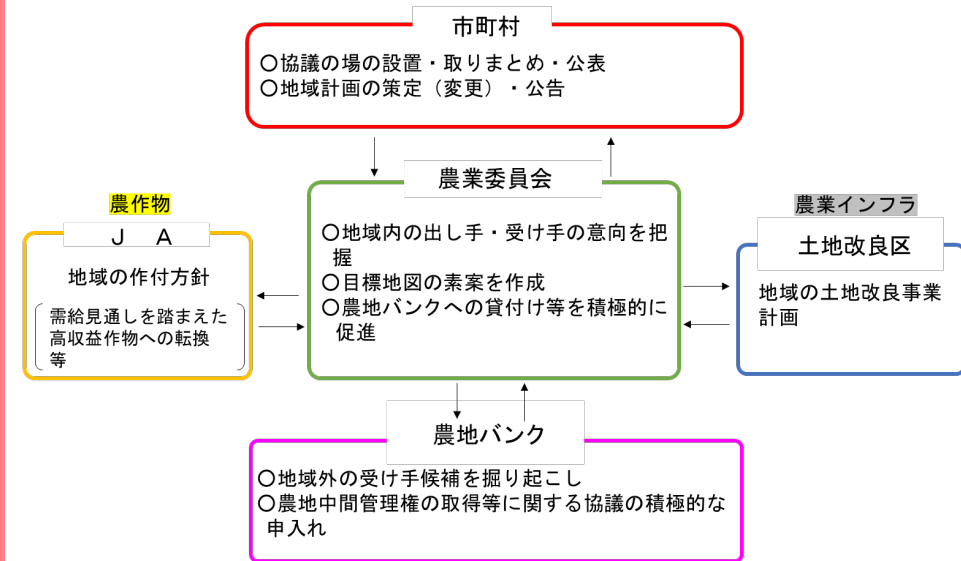 市町村
〇協議の場の設置・取りまとめ・公表
〇地域計画の策定（変更）・公告
農業委員会
〇地域内の出し手・受け手の意向を把
握
〇目標地図の素案を作成
〇農地バンクへの貸付け等を積極的に
促進
農作物
Ｊ　Ａ
地域の作付方針
需給見通しを踏まえた
高収益作物への転換
等
農業インフラ
土地改良区
地域の土地改良事業
計画
農地バンク
〇地域外の受け手候補を掘り起こし
〇農地中間管理権の取得等に関する協議の積極的な
申入れ